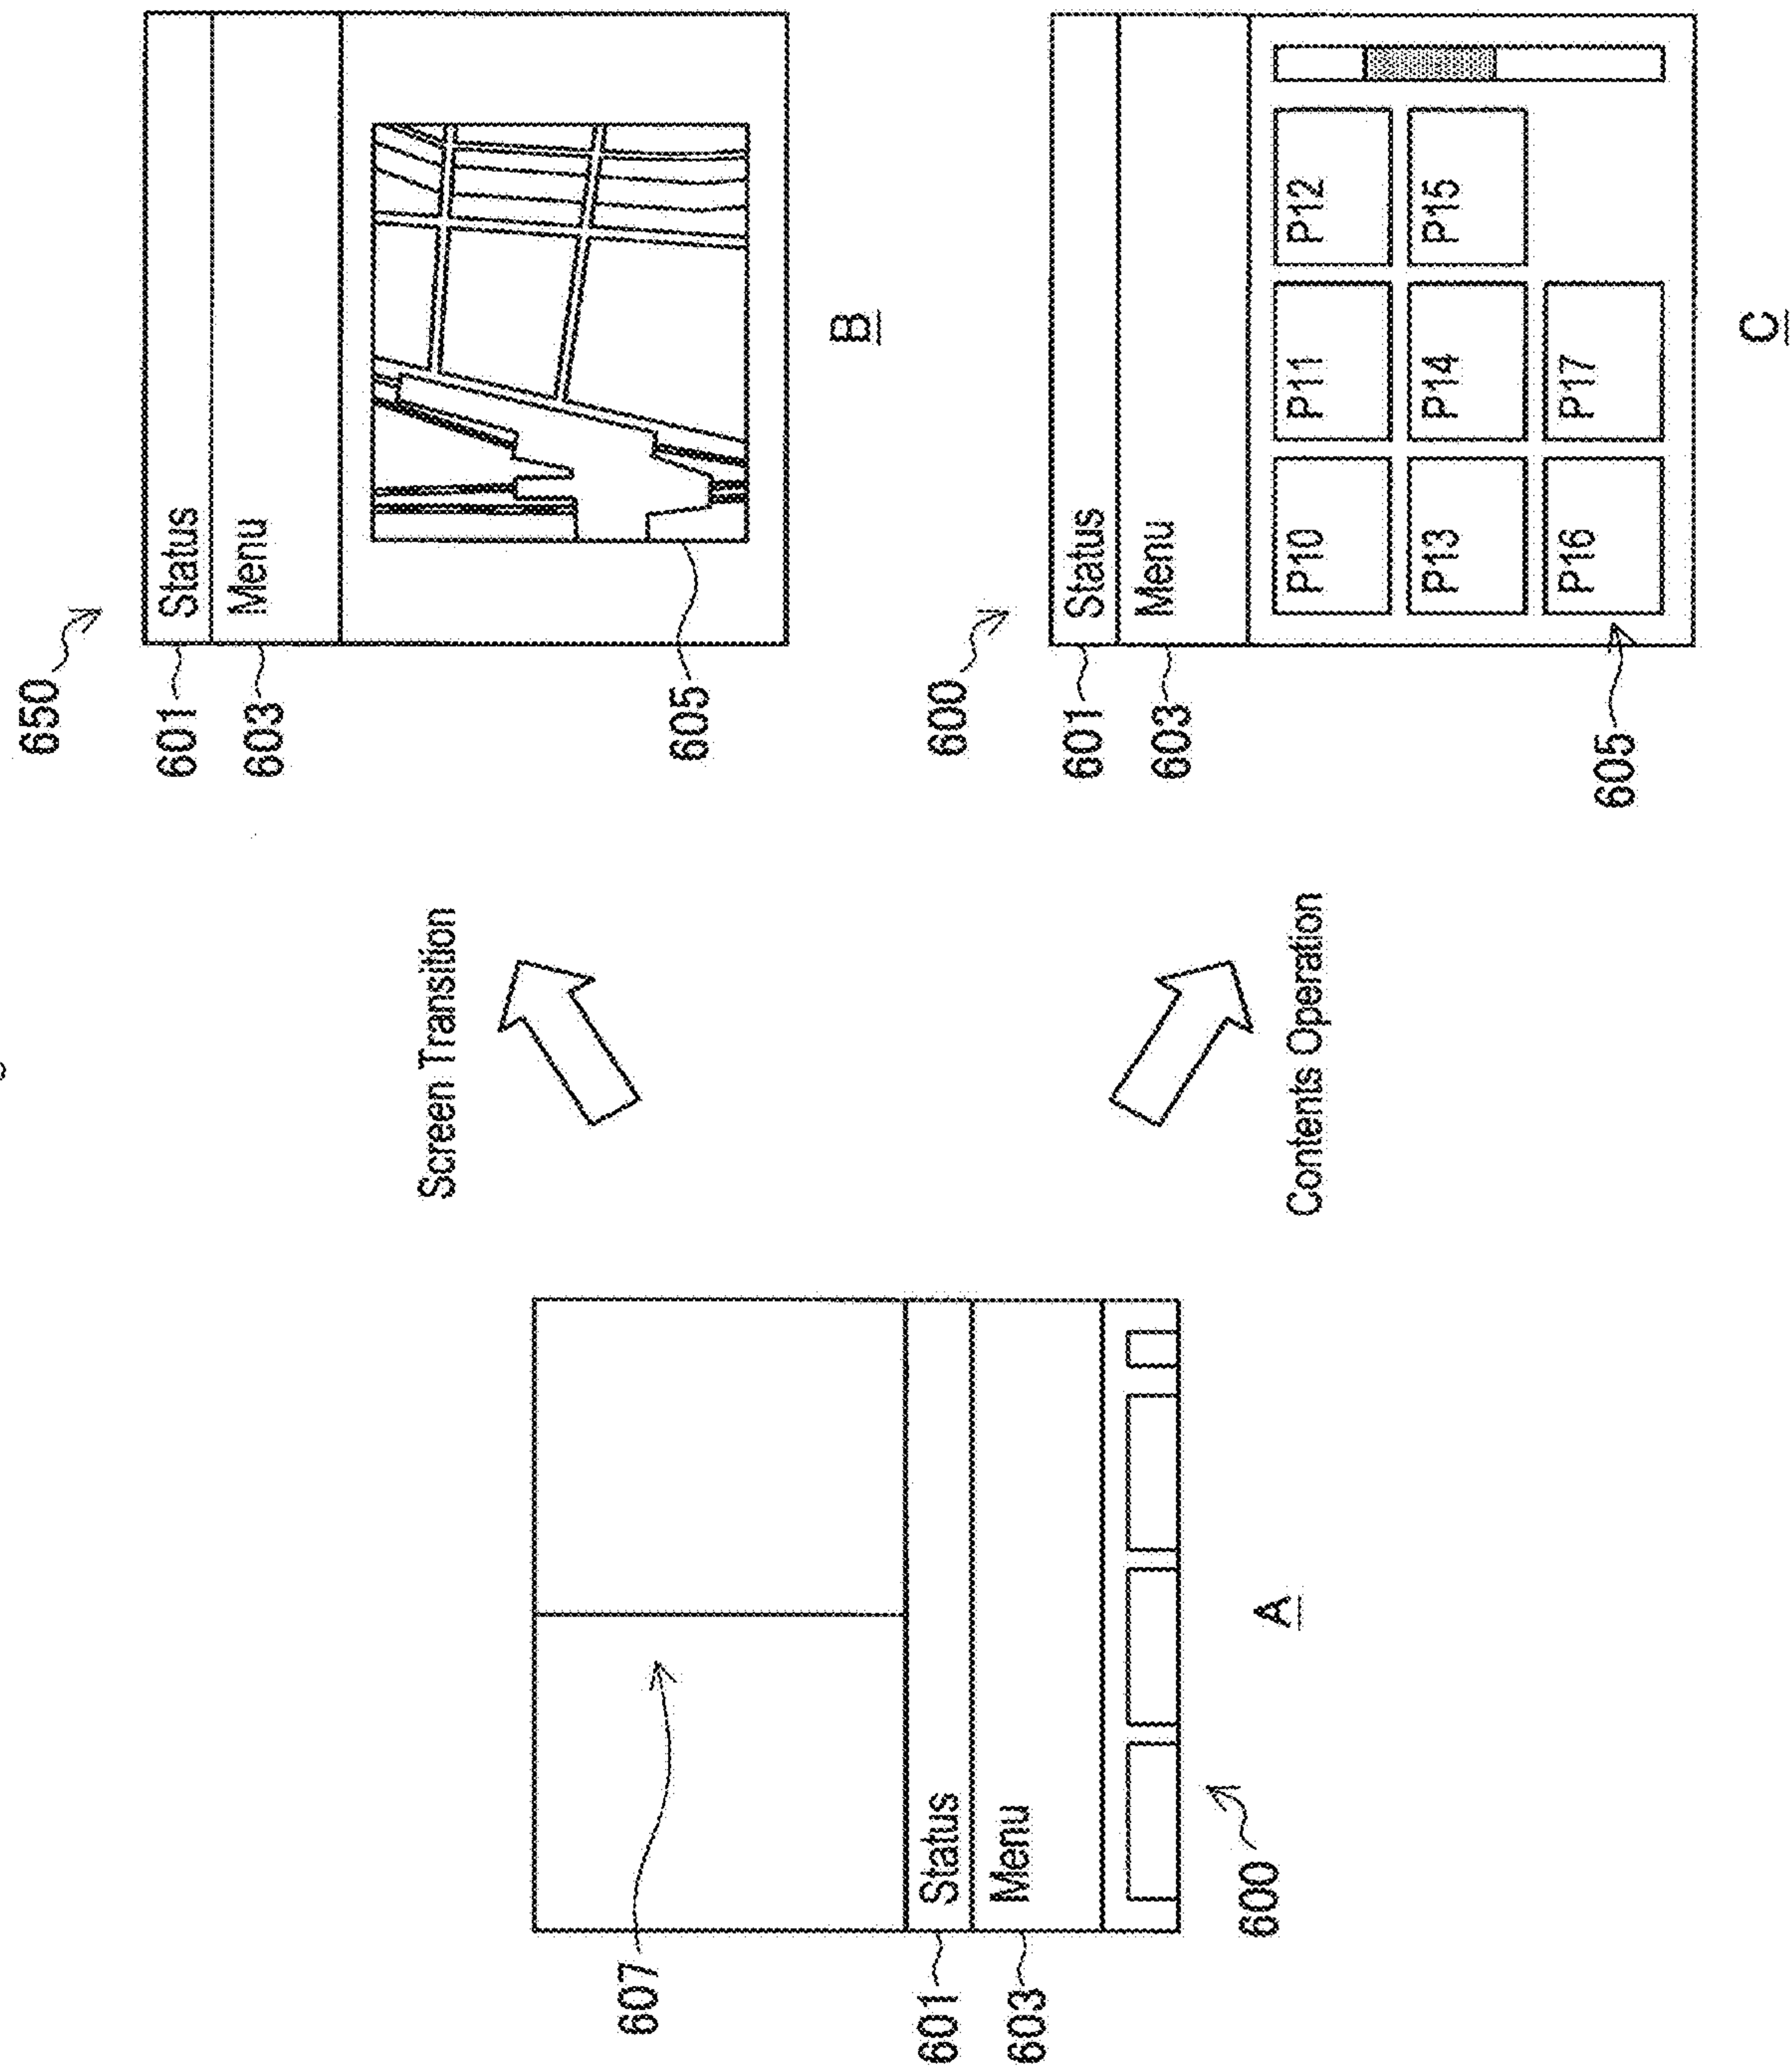 607
601
Status
603
Menu
600
A
Screen Transition
Contents Operation
650
601
Status
603
Menu
605
B
600
601
Status
603
Menu
P10
P11
P12
P13
P14
P15
P16
P17
605
C